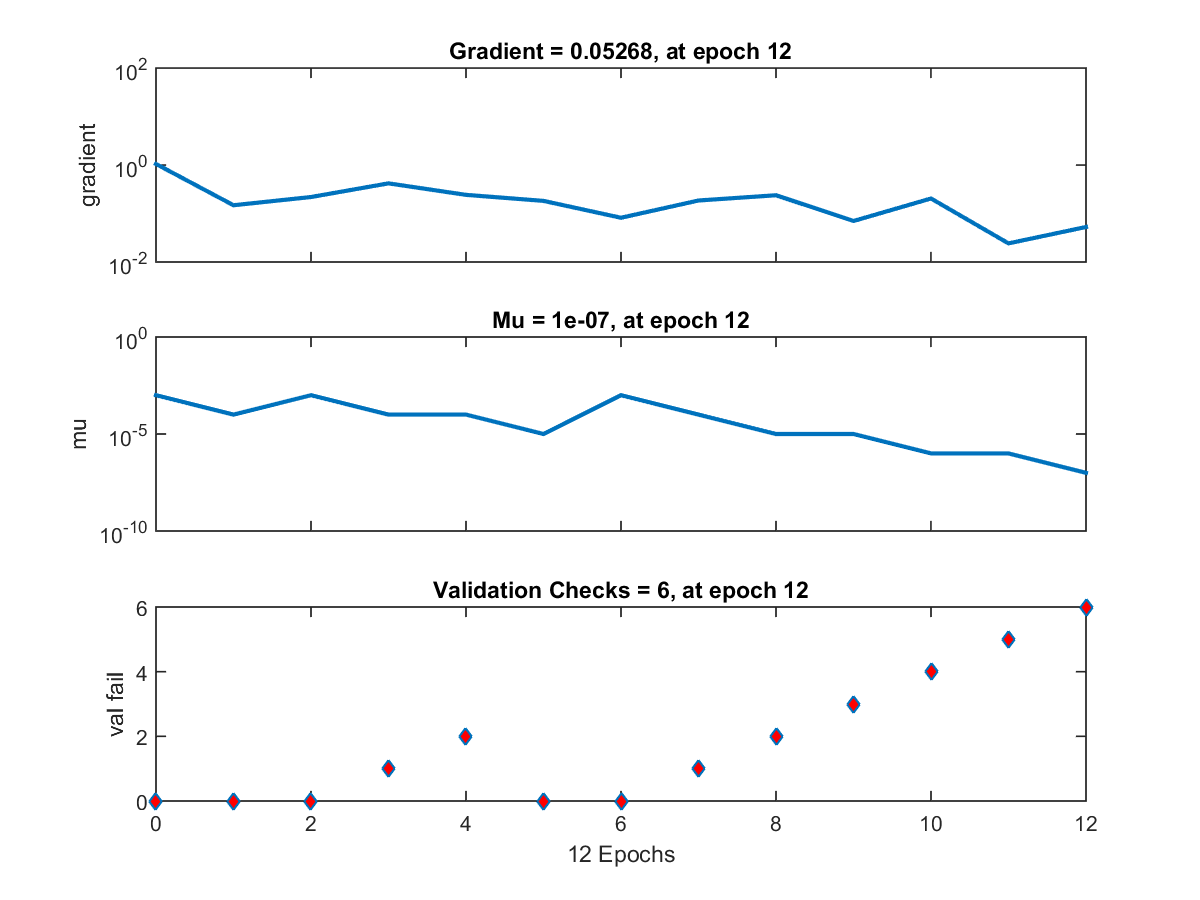 Gradient = 0.05268, at epoch 12
10^2
10^0
10^-2
gradient
Mu = 1e-07, at epoch 12
10^0
10^-5
10^-10
mu
Validation Checks = 6, at epoch 12
6
4
2
0
val fail
0 2 4 6 8 10 12
12 Epochs